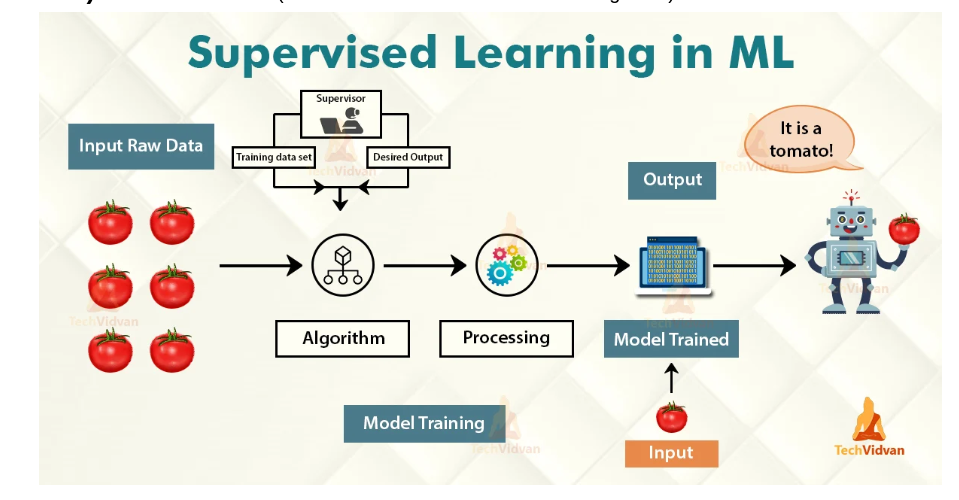 Supervised Learning in ML
Supervisor
Input Raw Data
Training data set
Desired Output
It is a
tomato!
Output
Algorithm
Processing
Model Trained
Model Training
Input
TechVidvan
TechVidvan
TechVidvan
TechVidvan
TechVidvan
TechVidvan